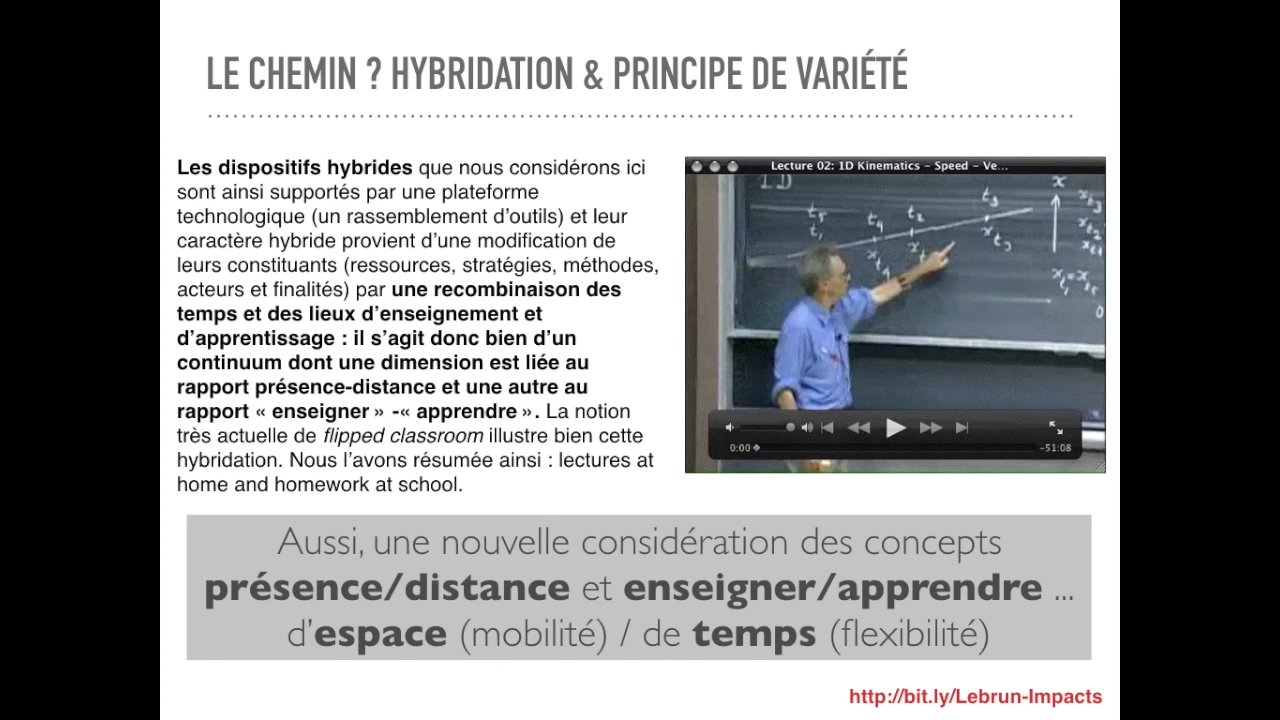 LE CHEMIN ? HYBRIDATION & PRINCIPE DE VARIÉTÉ
Les dispositifs hybrides que nous considérons ici
sont ainsi supportés par une plateforme
technologique (un rassemblement d’outils) et leur
caractère hybride provient d’une modification de
leurs constituants (ressources, stratégies, méthodes,
acteurs et finalités) par une recombinaison des
temps et des lieux d’enseignement et
d’apprentissage : il s’agit donc bien d’un
continuum dont une dimension est liée au
rapport présence-distance et une autre au
rapport « enseigner » -« apprendre ». La notion
très actuelle de flipped classroom illustre bien cette
hybridation. Nous l’avons résumée ainsi : lectures at
home and homework at school.
Lecture 02: 1D Kinematics – Speed – Ve...
1D
t5 t4 t2 t3
t1
x
0:00
−51:08
Aussi, une nouvelle considération des concepts
présence/distance et enseigner/apprendre ...
d’espace (mobilité) / de temps (flexibilité)
http://bit.ly/Lebrun-Impacts